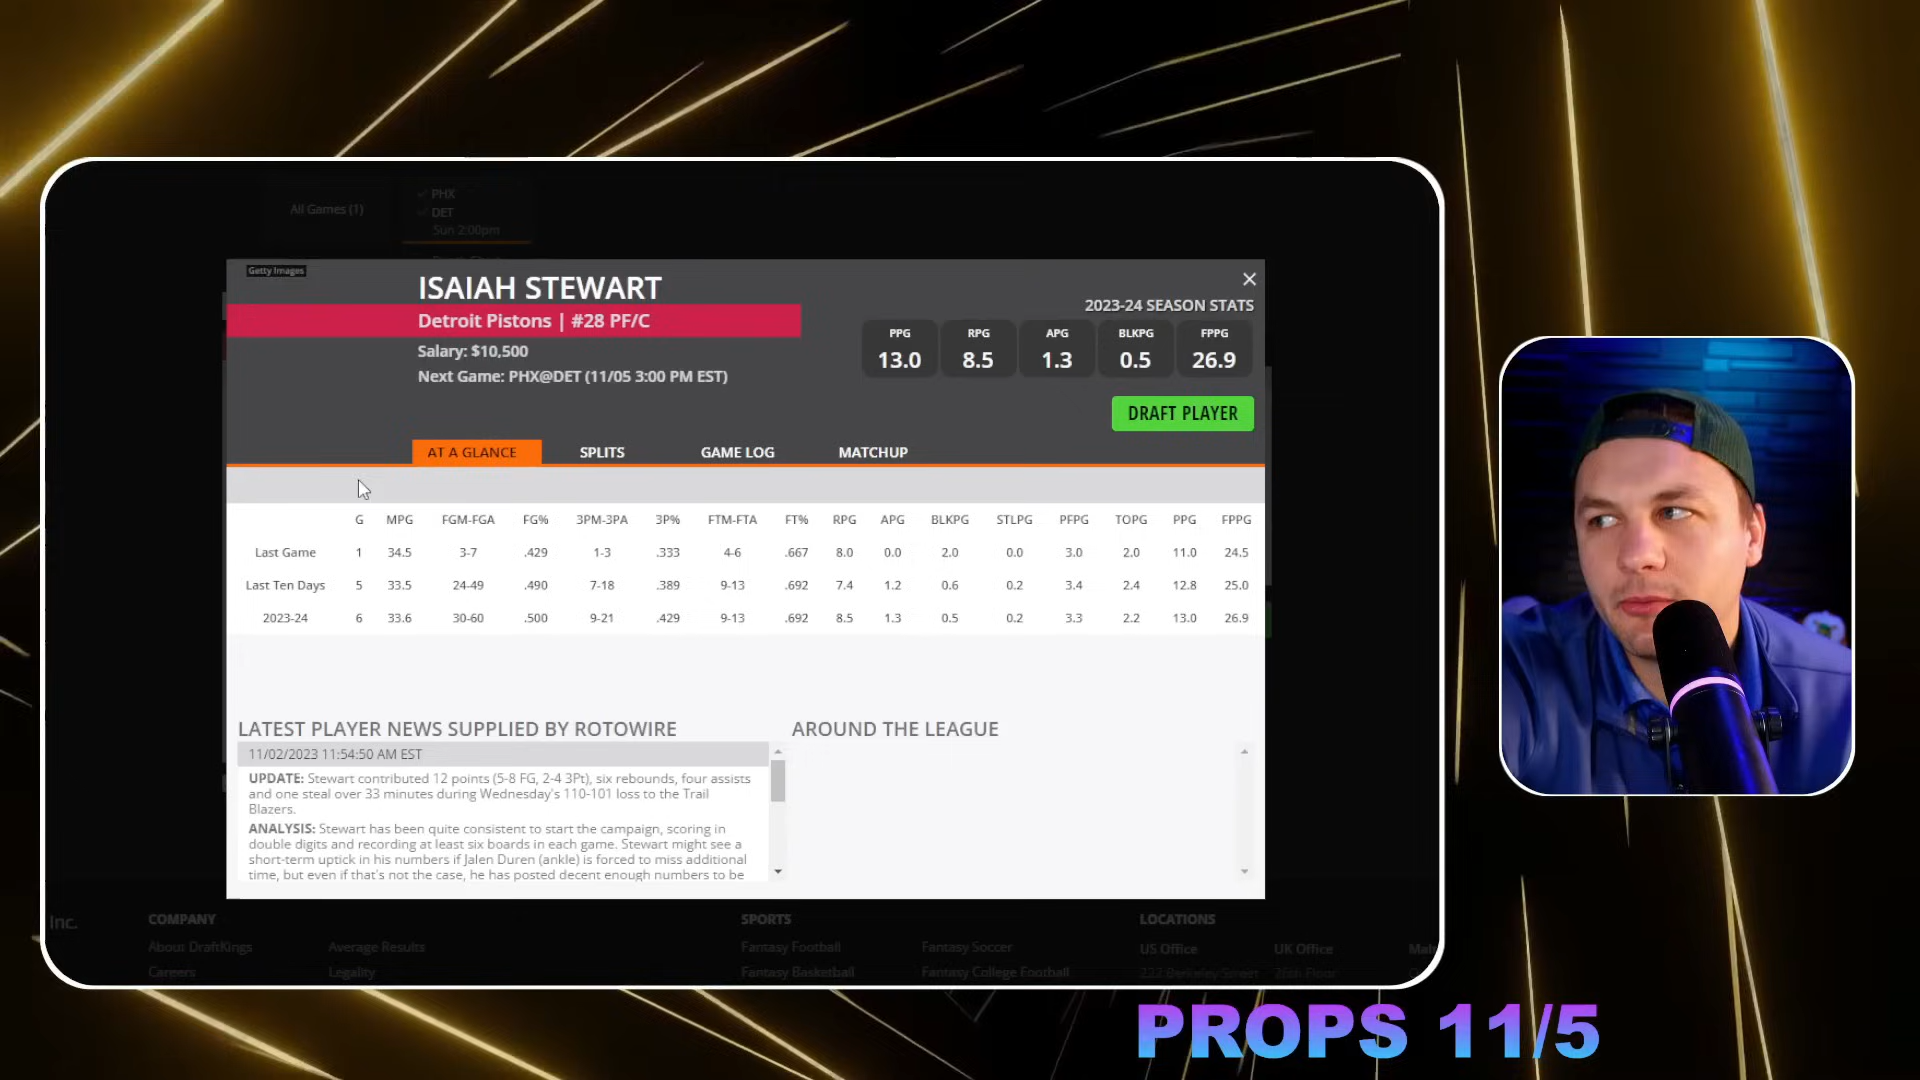 All Games (1)
PHX
DET
Sun 2:00pm
Getty Images
ISAIAH STEWART
Detroit Pistons | #28 PF/C
Salary: $10,500
Next Game: PHX@DET (11/05 3:00 PM EST)
2023-24 SEASON STATS
PPG RPG APG BLKPG FPPG
13.0 8.5 1.3 0.5 26.9
DRAFT PLAYER
AT A GLANCE SPLITS GAME LOG MATCHUP
G MPG FGM-FGA FG% 3PM-3PA 3P% FTM-FTA FT% RPG APG BLKPG STLPG PFPG TOPG PPG FPPG
Last Game 1 34.5 3-7 .429 1-3 .333 4-6 .667 8.0 0.0 2.0 0.0 3.0 2.0 11.0 24.5
Last Ten Days 5 33.5 24-49 .490 7-18 .389 9-13 .692 7.4 1.2 0.6 0.2 3.4 2.4 12.8 25.0
2023-24 6 33.6 30-60 .500 9-21 .429 9-13 .692 8.5 1.3 0.5 0.2 3.3 2.2 13.0 26.9
LATEST PLAYER NEWS SUPPLIED BY ROTOWIRE
11/02/2023 11:54:50 AM EST
UPDATE: Stewart contributed 12 points (5-8 FG, 2-4 3Pt), six rebounds, four assists
and one steal over 33 minutes during Wednesday's 110-101 loss to the Trail
Blazers.
ANALYSIS: Stewart has been quite consistent to start the campaign, scoring in
double digits and recording at least six boards in each game. Stewart might see a
short-term uptick in his numbers if Jalen Duren (ankle) is forced to miss additional
time, but even if that's not the case, he has posted decent enough numbers to be
AROUND THE LEAGUE
Inc.
COMPANY
About DraftKings Average Results
Careers Legality
SPORTS
Fantasy Football Fantasy Soccer
Fantasy Basketball Fantasy College Football
LOCATIONS
US Office UK Office
222 Berkeley Street
PROPS 11/5